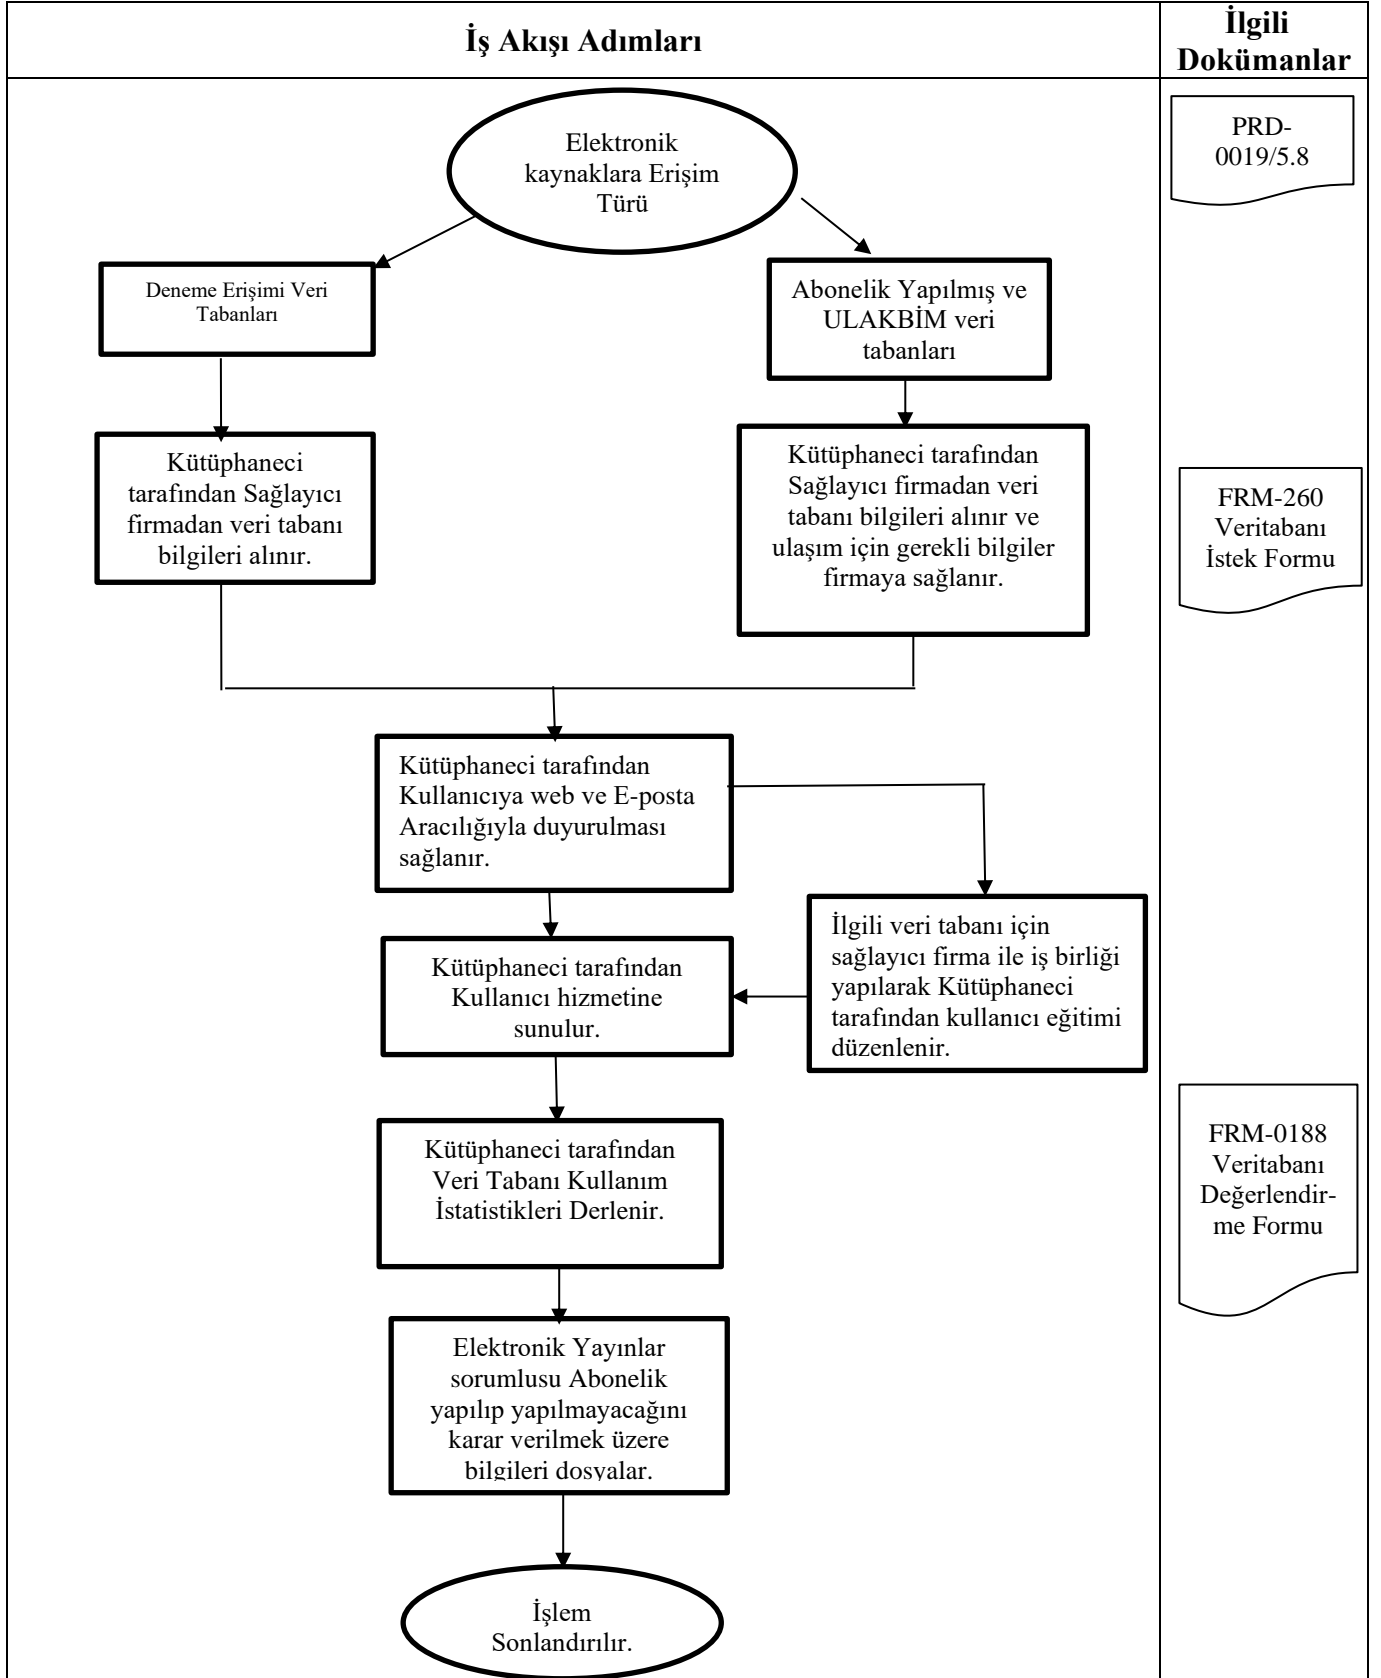 İş Akışı Adımları
İlgili
Dokümanlar
Elektronik
kaynaklara Erişim
Türü
PRD-
0019/5.8
Deneme Erişimi Veri
Tabanları
Abonelik Yapılmış ve
ULAKBİM veri
tabanları
Kütüphaneci
tarafından Sağlayıcı
firmadan veri tabanı
bilgileri alınır.
Kütüphaneci tarafından
Sağlayıcı firmadan veri
tabanı bilgileri alınır ve
ulaşım için gerekli bilgiler
firmaya sağlanır.
FRM-260
Veritabanı
İstek Formu
Kütüphaneci tarafından
Kullanıcıya web ve E-posta
Aracılığıyla duyurulması
sağlanır.
İlgili veri tabanı için
sağlayıcı firma ile iş birliği
yapılarak Kütüphaneci
tarafından kullanıcı eğitimi
düzenlenir.
Kütüphaneci tarafından
Kullanıcı hizmetine
sunulur.
Kütüphaneci tarafından
Veri Tabanı Kullanım
İstatistikleri Derlenir.
FRM-0188
Veritabanı
Değerlendir-
me Formu
Elektronik Yayınlar
sorumlusu Abonelik
yapılıp yapılmayacağını
karar verilmek üzere
bilgileri dosyalar.
İşlem
Sonlandırılır.